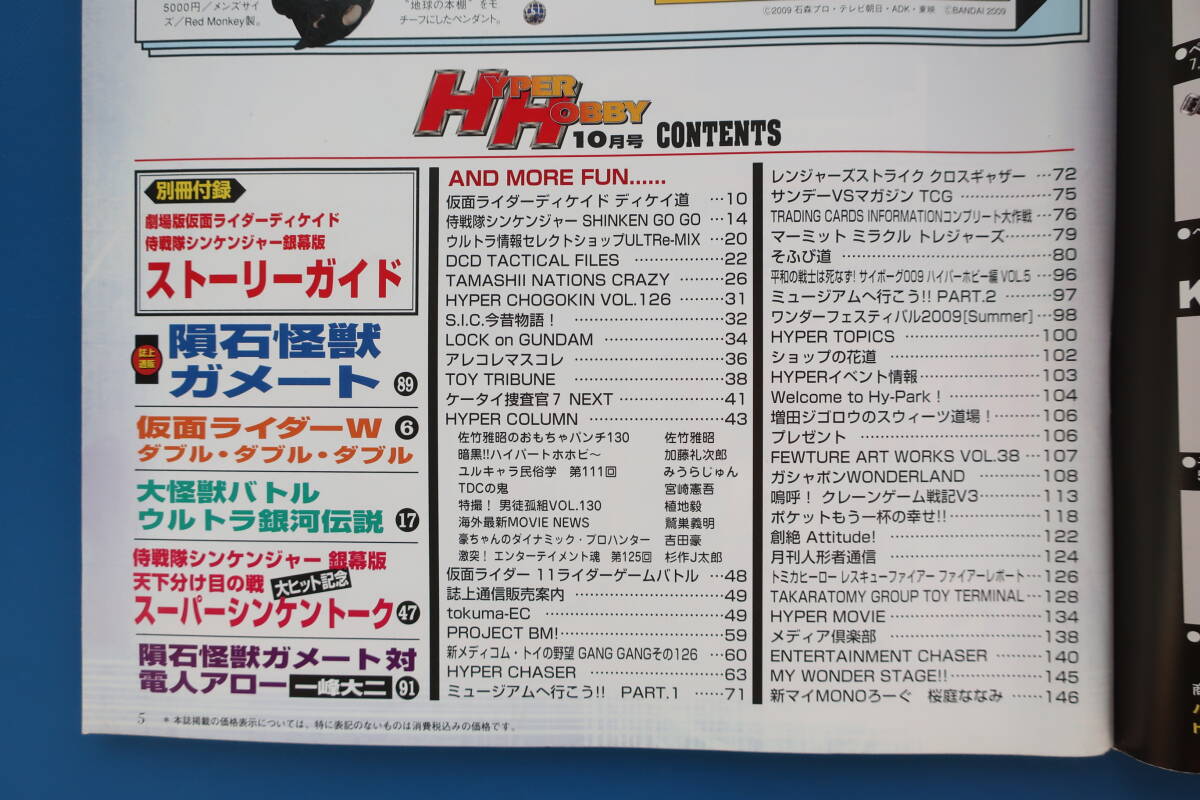 5000円／メンズサイ
ズ／Red Monkey製。
"地球の本棚"をモ
チーフにしたペンダント。
©2009 石森プロ・テレビ朝日・ADK・東映 ©BANDAI 2009
HYPER HOBBY
10月号 CONTENTS
別冊付録
劇場版仮面ライダーディケイド
侍戦隊シンケンジャー銀幕版
ストーリーガイド
誌上通販
隕石怪獣
ガメート 89
仮面ライダーW 6
ダブル・ダブル・ダブル
大怪獣バトル
ウルトラ銀河伝説 17
侍戦隊シンケンジャー 銀幕版
天下分け目の戦 大ヒット記念
スーパーシンケントーク 47
隕石怪獣ガメート対
電人アロー 一峰大二 91
AND MORE FUN......
仮面ライダーディケイド ディケイ道 …10
侍戦隊シンケンジャー SHINKEN GO GO …14
ウルトラ情報セレクトショップULTRe-MIX …20
DCD TACTICAL FILES ………22
TAMASHII NATIONS CRAZY ………26
HYPER CHOGOKIN VOL.126 ………31
S.I.C.今昔物語！ ………32
LOCK on GUNDAM ………34
アレコレマスコレ ………36
TOY TRIBUNE ………38
ケータイ捜査官7 NEXT ………41
HYPER COLUMN ………43
佐竹雅昭のおもちゃパンチ130 佐竹雅昭
暗黒!!ハイパートホホビ〜 加藤礼次郎
ユルキャラ民俗学 第111回 みうらじゅん
TDCの鬼 宮崎憲吾
特撮！ 男徒孤組VOL.130 植地毅
海外最新MOVIE NEWS 鷲巣義明
豪ちゃんのダイナミック・プロハンター 吉田豪
激突！ エンターテイメント魂 第125回 杉作J太郎
仮面ライダー 11ライダーゲームバトル …48
誌上通信販売案内 ………49
tokuma-EC ………49
PROJECT BM!………59
新メディコム・トイの野望 GANG GANGその126 …60
HYPER CHASER ………63
ミュージアムへ行こう!! PART.1 ……71
レンジャーズストライク クロスギャザー …72
サンデーVSマガジン TCG ………75
TRADING CARDS INFORMATIONコンプリート大作戦 …76
マーミット ミラクル トレジャーズ………79
そふび道 ………80
平和の戦士は死なず! サイボーグ009 ハイパーホビー編 VOL.5 …96
ミュージアムへ行こう!! PART.2 ………97
ワンダーフェスティバル2009[Summer] …98
HYPER TOPICS ………100
ショップの花道 ………102
HYPERイベント情報………103
Welcome to Hy-Park！ ………104
増田ジゴロウのスウィーツ道場！………106
プレゼント ………106
FEWTURE ART WORKS VOL.38 …107
ガシャポンWONDERLAND ………108
嗚呼！ クレーンゲーム戦記V3………113
ポケットもう一杯の幸せ!! ………118
創絶 Attitude! ………122
月刊人形者通信 ………124
トミカヒーロー レスキューファイアー ファイアーレポート…126
TAKARATOMY GROUP TOY TERMINAL …128
HYPER MOVIE ………134
メディア倶楽部 ………138
ENTERTAINMENT CHASER ………140
MY WONDER STAGE!! ………145
新マイMONOろーぐ 桜庭ななみ …146
5 ＊本誌掲載の価格表示については、特に表記のないものは消費税込みの価格です。